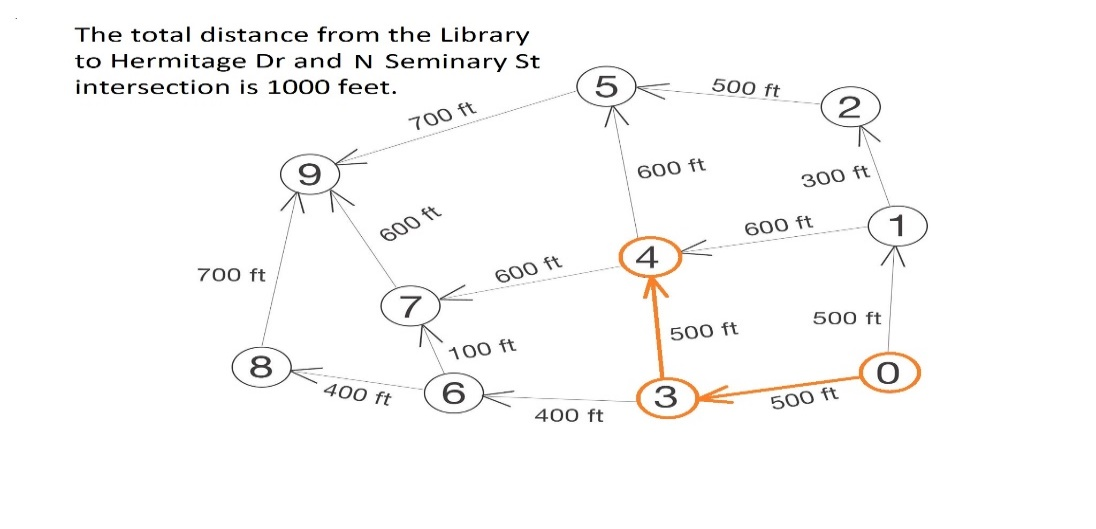 The total distance from the Library
to Hermitage Dr and N Seminary St
intersection is 1000 feet.
5
500 ft
2
700 ft
9
600 ft
300 ft
600 ft
600 ft
1
4
600 ft
700 ft
7
500 ft
500 ft
100 ft
8
0
400 ft
6
3
500 ft
400 ft